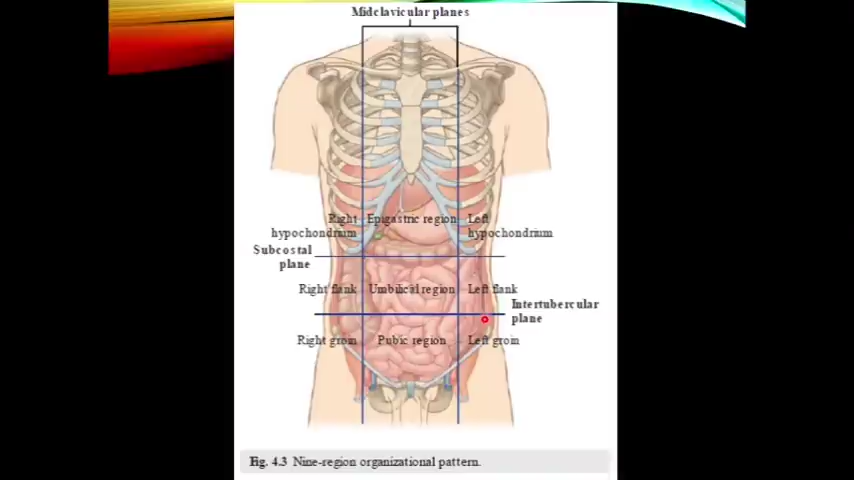 Midclavicular planes
Right Epigastric region Left
hypochondrium hypochondrium
Subcostal
plane
Right flank Umbilical region Left flank
Intertubercular
plane
Right groin Pubic region Left groin
Fig. 4.3 Nine-region organizational pattern.